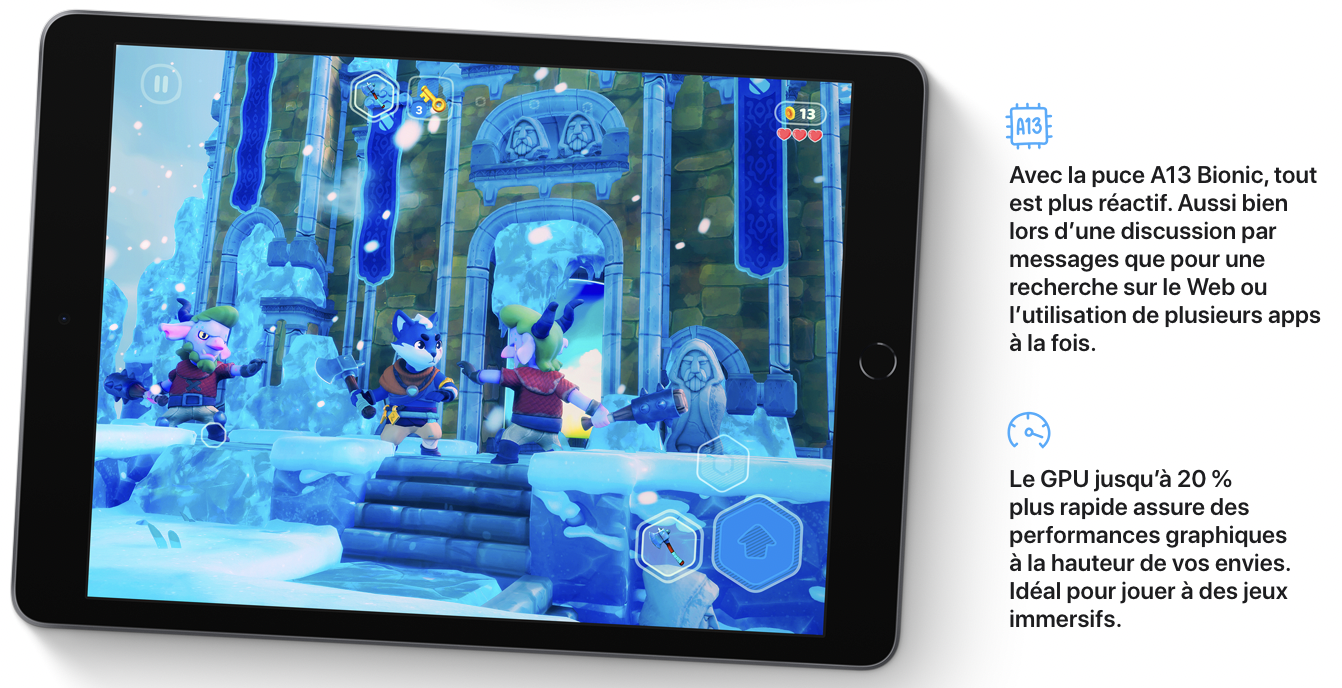 3
13
A13
Avec la puce A13 Bionic, tout
est plus réactif. Aussi bien
lors d’une discussion par
messages que pour une
recherche sur le Web ou
l’utilisation de plusieurs apps
à la fois.
Le GPU jusqu’à 20 %
plus rapide assure des
performances graphiques
à la hauteur de vos envies.
Idéal pour jouer à des jeux
immersifs.